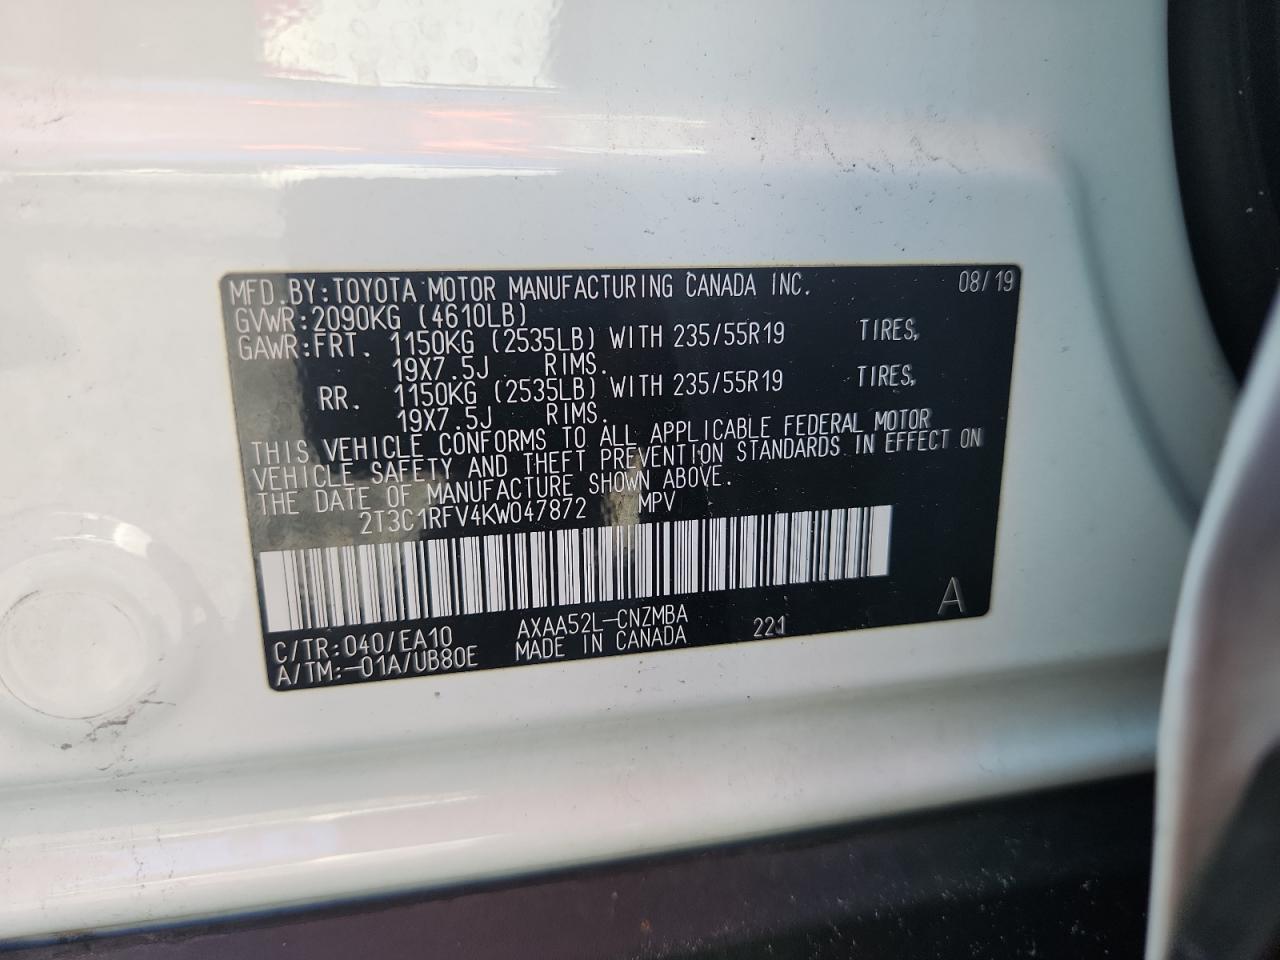 MFD.BY:TOYOTA MOTOR MANUFACTURING CANADA INC. 08/19
GVWR:2090KG (4610LB)
GAWR:FRT. 1150KG (2535LB) WITH 235/55R19 TIRES,
19X7.5J RIMS.
RR. 1150KG (2535LB) WITH 235/55R19 TIRES,
19X7.5J RIMS.
THIS VEHICLE CONFORMS TO ALL APPLICABLE FEDERAL MOTOR
VEHICLE SAFETY AND THEFT PREVENTION STANDARDS IN EFFECT ON
THE DATE OF MANUFACTURE SHOWN ABOVE.
2T3C1RFV4KW047872 MPV
C/TR:040/EA10 AXAA52L-CNZMBA 221 A
A/TM:-01A/UB80E MADE IN CANADA